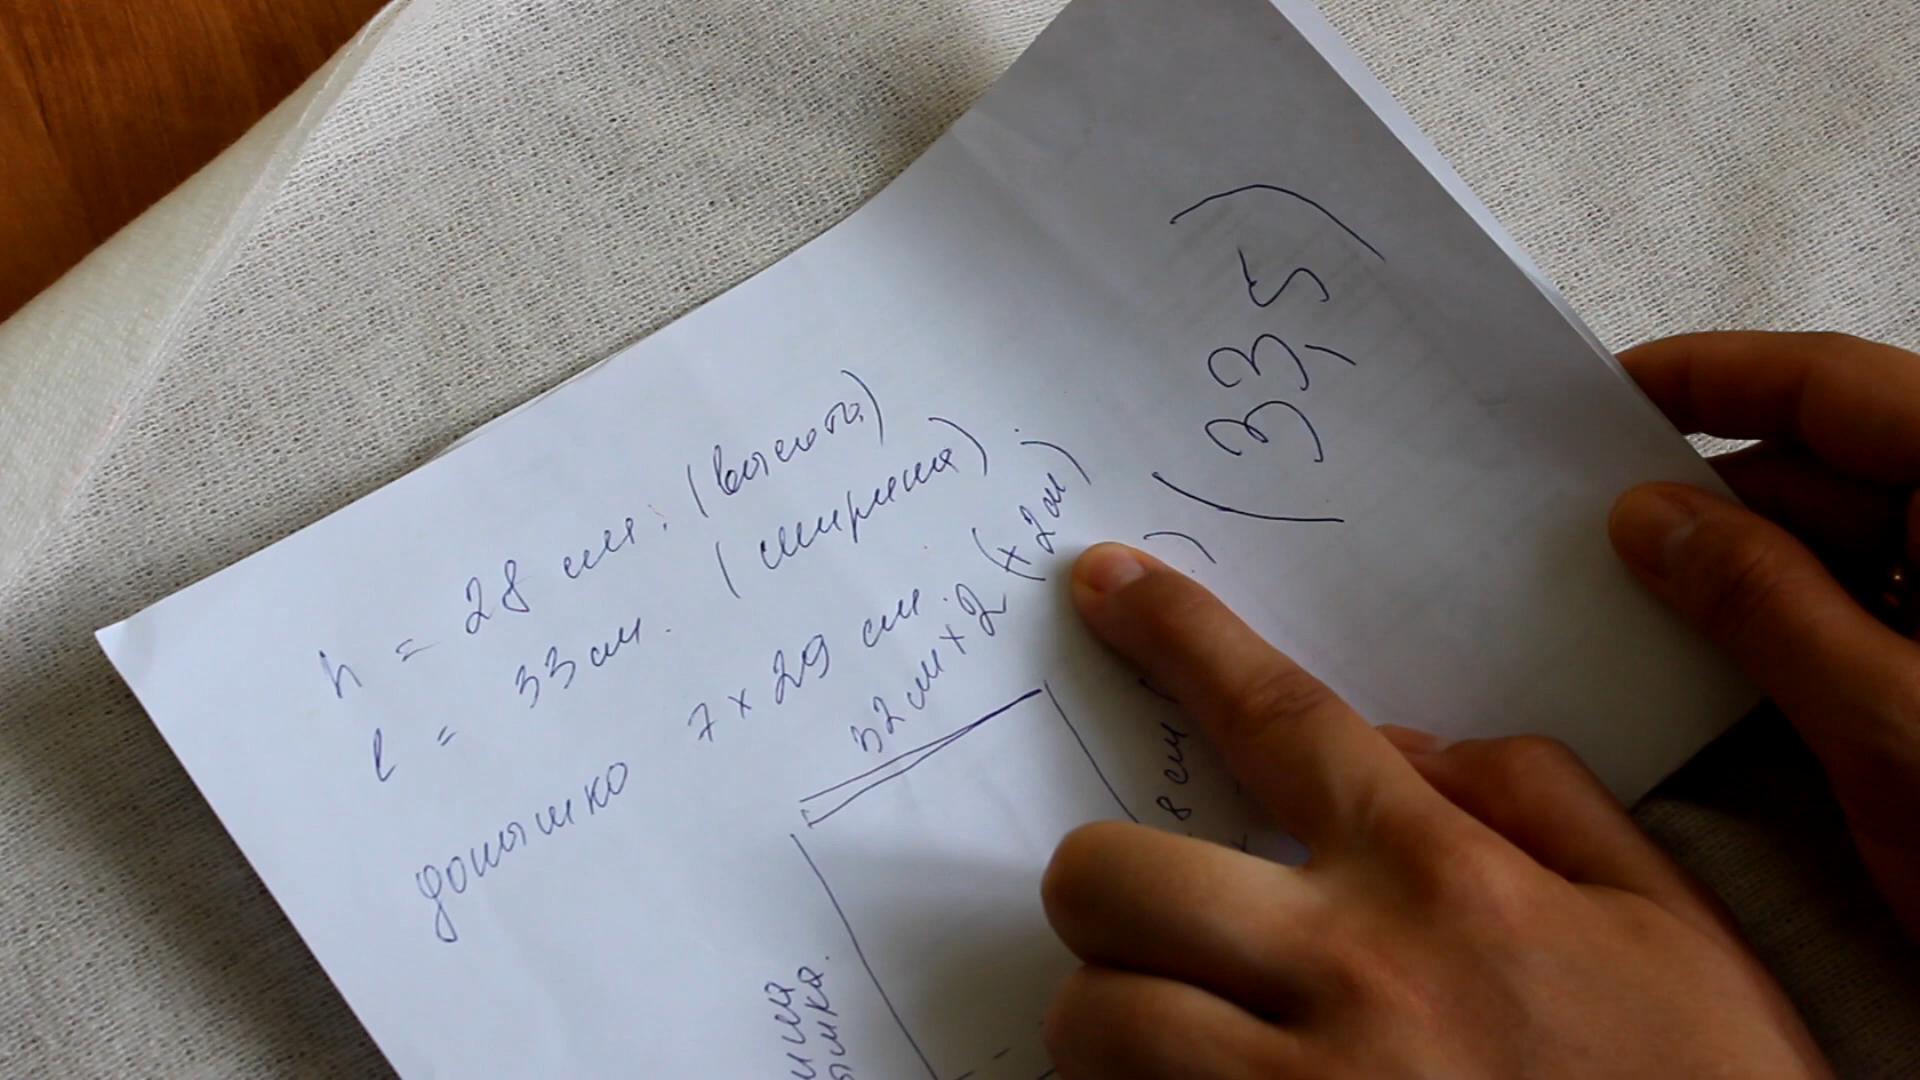 h = 28 см. (высота)
l = 33 см. (ширина)
донышко 7 x 29 см.
32 см x 2 (+ 2 см)
(33,5)
8 см